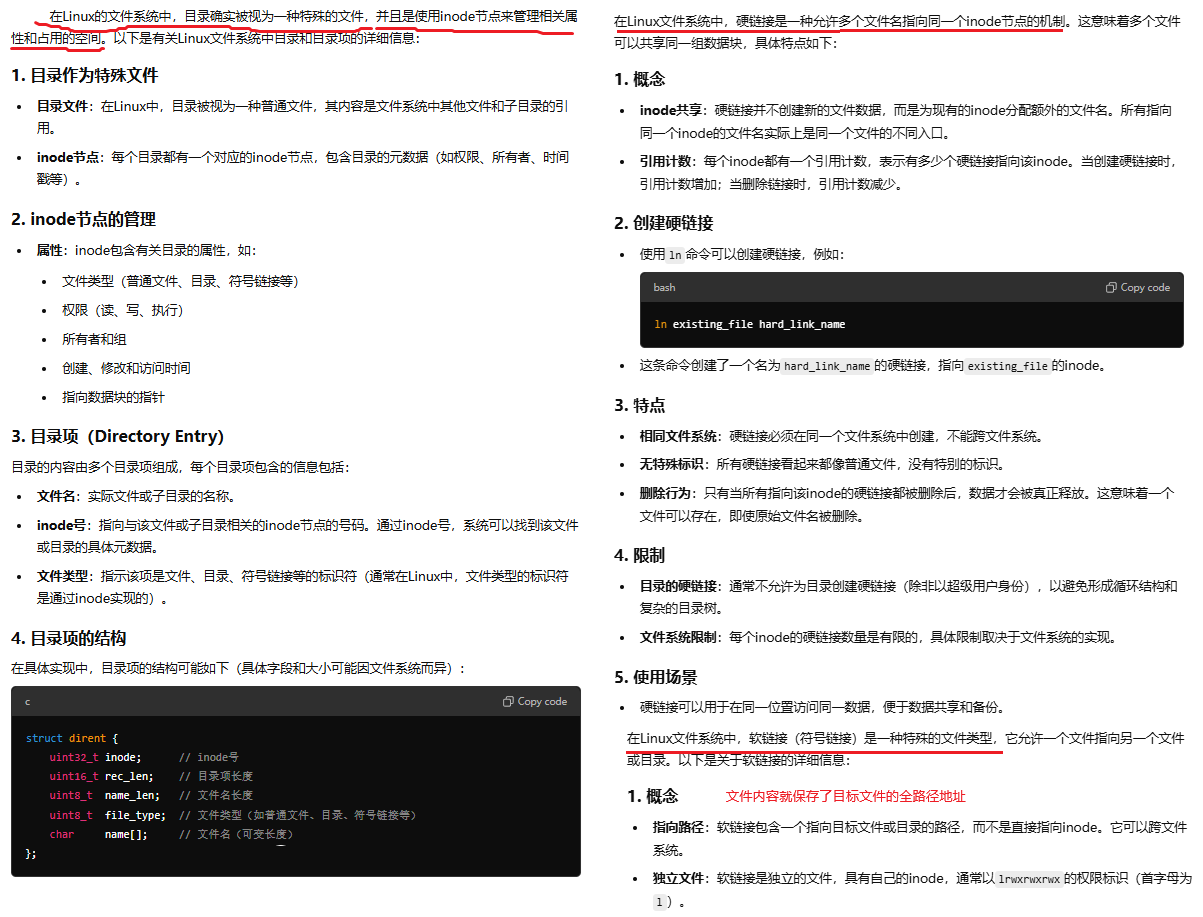 在Linux的文件系统中，目录确实被视为一种特殊的文件，并且是使用inode节点来管理相关属
性和占用的空间。以下是有关Linux文件系统中目录和目录项的详细信息：
1. 目录作为特殊文件
• 目录文件：在Linux中，目录被视为一种普通文件，其内容是文件系统中其他文件和子目录的引
用。
• inode节点：每个目录都有一个对应的inode节点，包含目录的元数据（如权限、所有者、时间
戳等）。
2. inode节点的管理
• 属性：inode包含有关目录的属性，如：
• 文件类型（普通文件、目录、符号链接等）
• 权限（读、写、执行）
• 所有者和组
• 创建、修改和访问时间
• 指向数据块的指针
3. 目录项（Directory Entry）
目录的内容由多个目录项组成，每个目录项包含的信息包括：
• 文件名：实际文件或子目录的名称。
• inode号：指向与该文件或子目录相关的inode节点的号码。通过inode号，系统可以找到该文件
或目录的具体元数据。
• 文件类型：指示该项是文件、目录、符号链接等的标识符（通常在Linux中，文件类型的标识符
是通过inode实现的）。
4. 目录项的结构
在具体实现中，目录项的结构可能如下（具体字段和大小可能因文件系统而异）：
c Copy code
struct dirent {
uint32_t inode; // inode号
uint16_t rec_len; // 目录项长度
uint8_t name_len; // 文件名长度
uint8_t file_type; // 文件类型（如普通文件、目录、符号链接等）
char name[]; // 文件名（可变长度）
};
在Linux文件系统中，硬链接是一种允许多个文件名指向同一个inode节点的机制。这意味着多个文件
可以共享同一组数据块，具体特点如下：
1. 概念
• inode共享：硬链接并不创建新的文件数据，而是为现有的inode分配额外的文件名。所有指向
同一个inode的文件名实际上是同一个文件的不同入口。
• 引用计数：每个inode都有一个引用计数，表示有多少个硬链接指向该inode。当创建硬链接时，
引用计数增加；当删除链接时，引用计数减少。
2. 创建硬链接
• 使用 ln 命令可以创建硬链接，例如：
bash Copy code
ln existing_file hard_link_name
• 这条命令创建了一个名为 hard_link_name 的硬链接，指向 existing_file 的inode。
3. 特点
• 相同文件系统：硬链接必须在同一个文件系统中创建，不能跨文件系统。
• 无特殊标识：所有硬链接看起来都像普通文件，没有特别的标识。
• 删除行为：只有当所有指向该inode的硬链接都被删除后，数据才会被真正释放。这意味着一个
文件可以存在，即使原始文件名被删除。
4. 限制
• 目录的硬链接：通常不允许为目录创建硬链接（除非以超级用户身份），以避免形成循环结构和
复杂的目录树。
• 文件系统限制：每个inode的硬链接数量是有限的，具体限制取决于文件系统的实现。
5. 使用场景
• 硬链接可以用于在同一位置访问同一数据，便于数据共享和备份。
在Linux文件系统中，软链接（符号链接）是一种特殊的文件类型，它允许一个文件指向另一个文件
或目录。以下是关于软链接的详细信息：
1. 概念 文件内容就保存了目标文件的全路径地址
• 指向路径：软链接包含一个指向目标文件或目录的路径，而不是直接指向inode。它可以跨文件
系统。
• 独立文件：软链接是独立的文件，具有自己的inode，通常以 lrwxrwxrwx 的权限标识（首字母为
l ）。